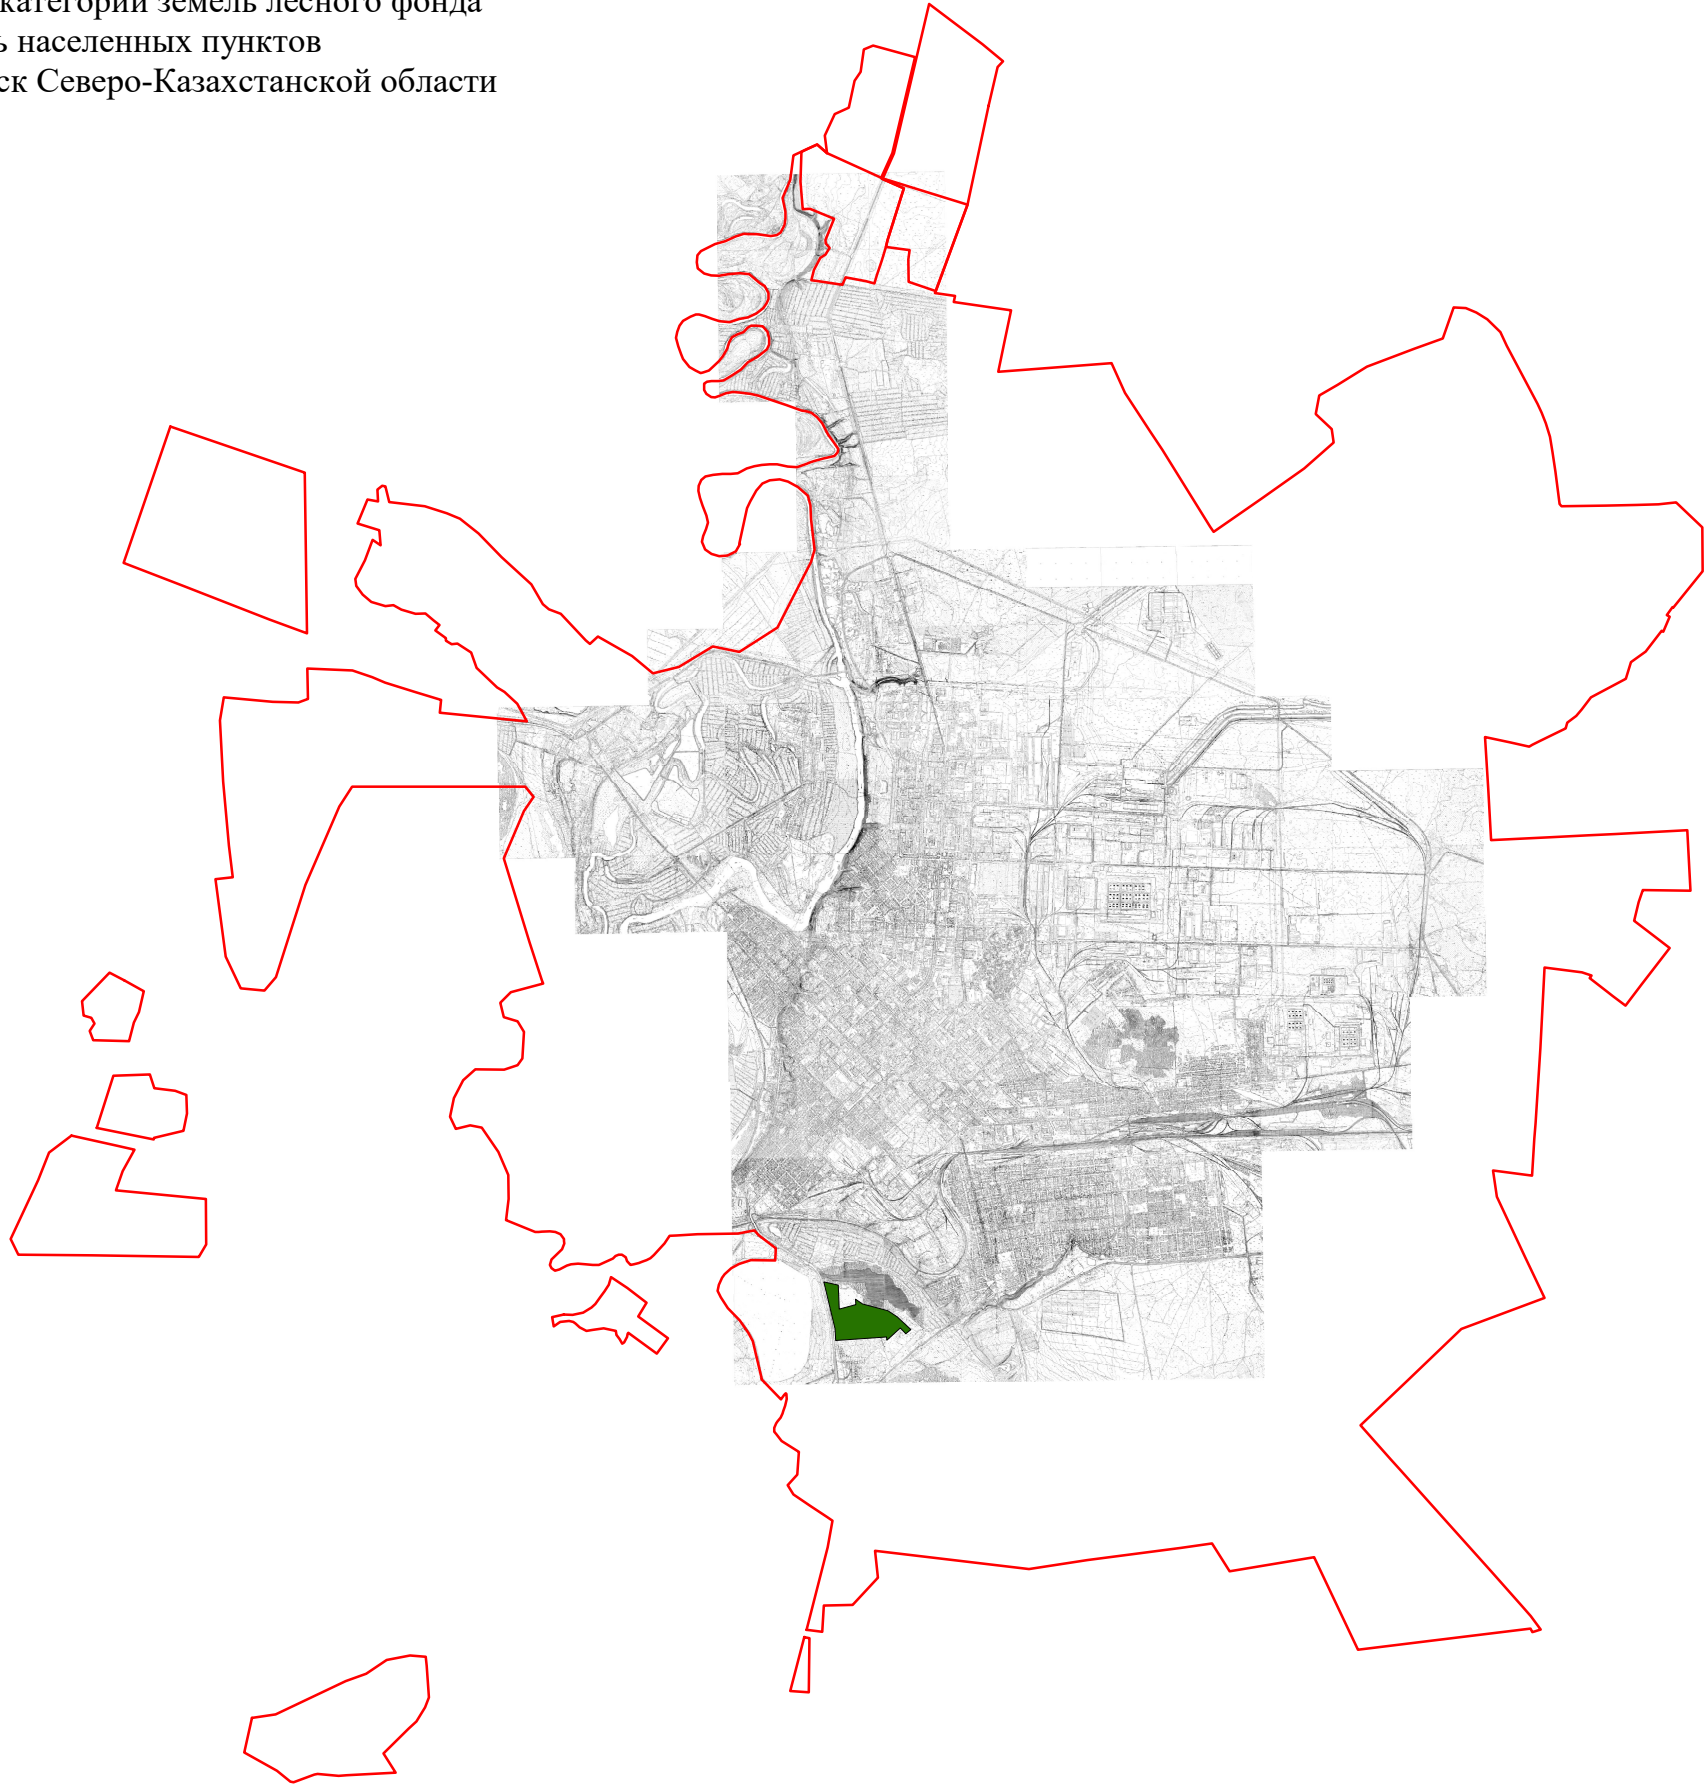 категории земель лесного фонда
ь населенных пунктов
ск Северо-Казахстанской области